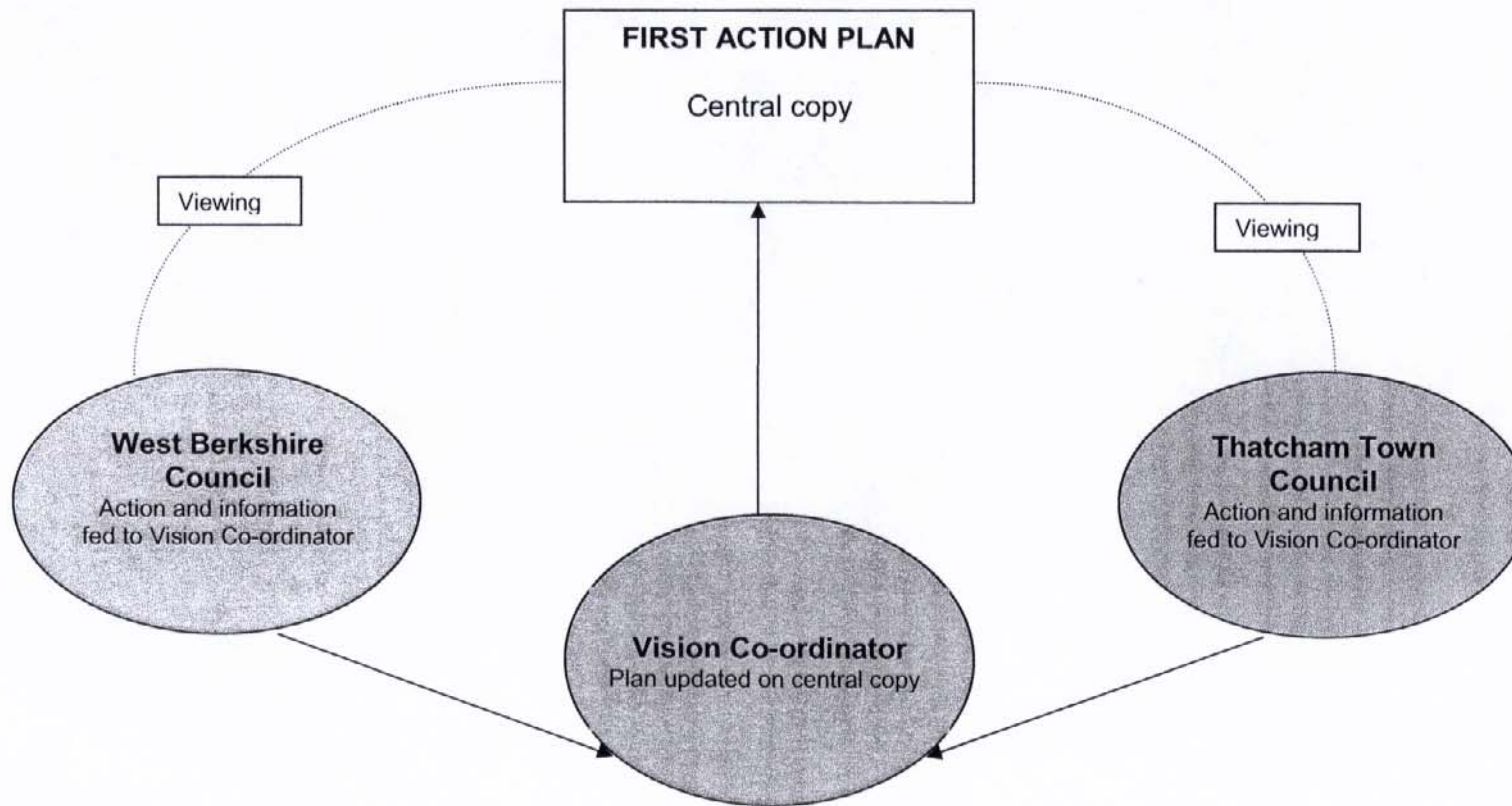 FIRST ACTION PLAN
Central copy
Viewing
Viewing
West Berkshire
Council
Action and information
fed to Vision Co-ordinator
Thatcham Town
Council
Action and information
fed to Vision Co-ordinator
Vision Co-ordinator
Plan updated on central copy